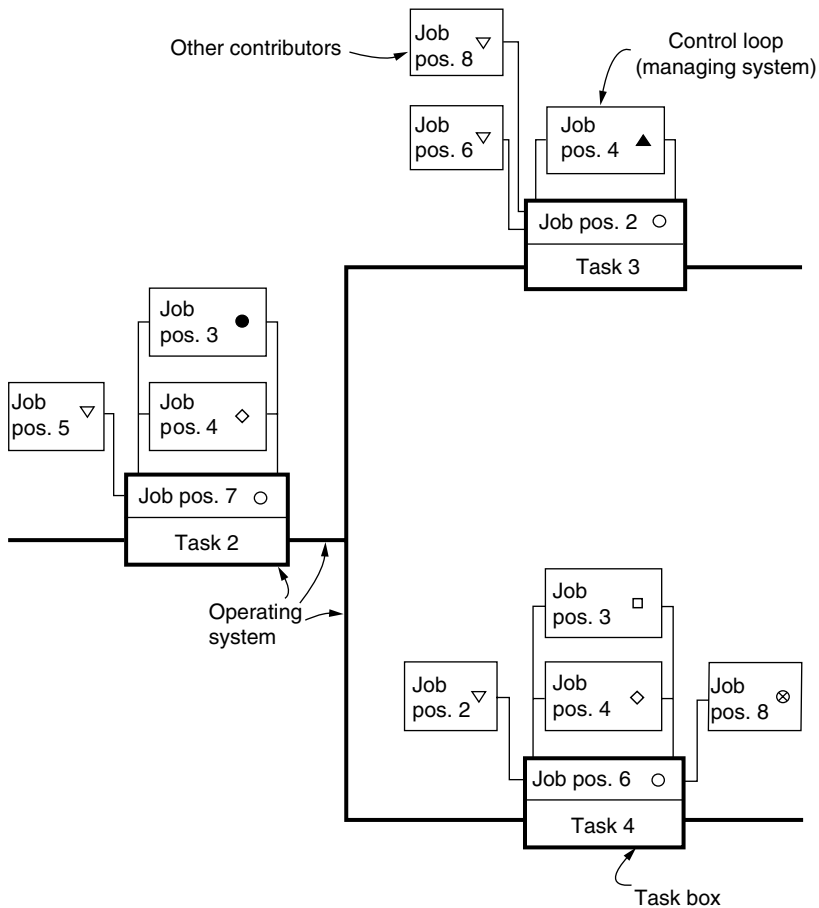 Other contributors
Job
pos. 8
Control loop
(managing system)
Job
pos. 6
Job
pos. 4
Job pos. 2
Task 3
Job
pos. 3
Job
pos. 5
Job
pos. 4
Job pos. 7
Task 2
Operating
system
Job
pos. 3
Job
pos. 2
Job
pos. 4
Job
pos. 8
Job pos. 6
Task 4
Task box